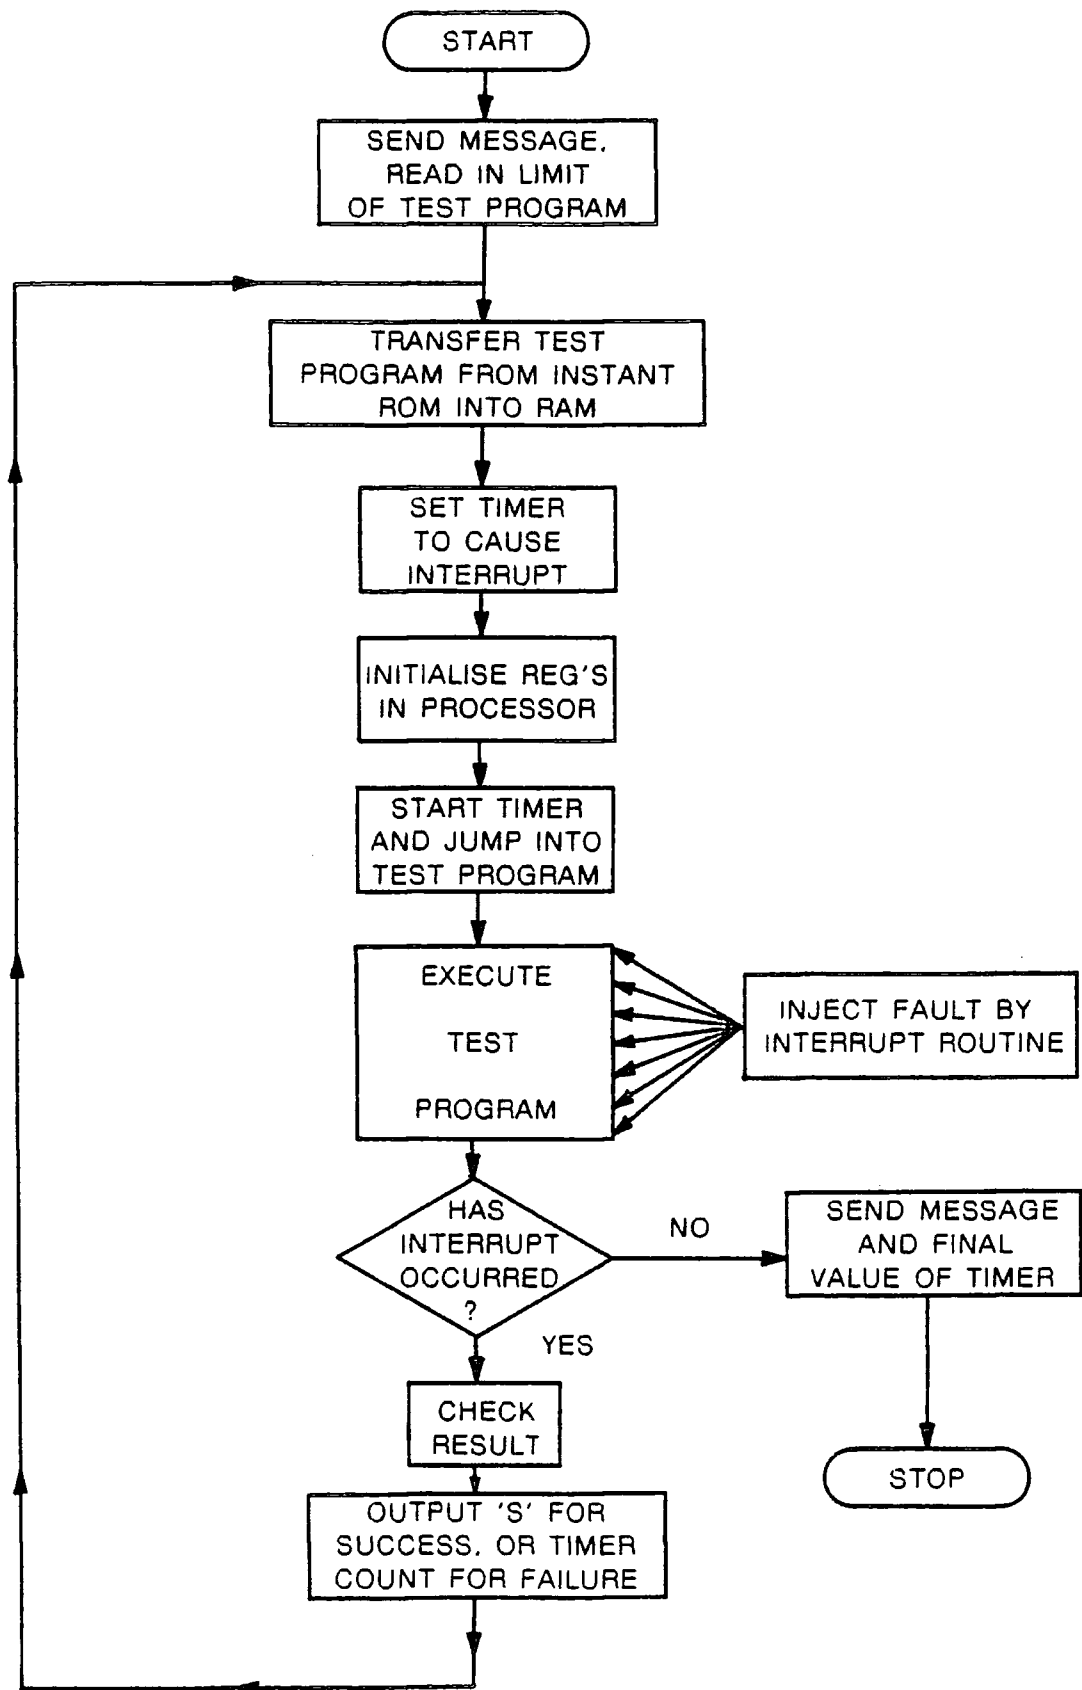 START
SEND MESSAGE.
READ IN LIMIT
OF TEST PROGRAM
TRANSFER TEST
PROGRAM FROM INSTANT
ROM INTO RAM
SET TIMER
TO CAUSE
INTERRUPT
INITIALISE REG'S
IN PROCESSOR
START TIMER
AND JUMP INTO
TEST PROGRAM
EXECUTE
TEST
PROGRAM
INJECT FAULT BY
INTERRUPT ROUTINE
HAS
INTERRUPT
OCCURRED
?
NO
SEND MESSAGE
AND FINAL
VALUE OF TIMER
YES
CHECK
RESULT
STOP
OUTPUT 'S' FOR
SUCCESS. OR TIMER
COUNT FOR FAILURE